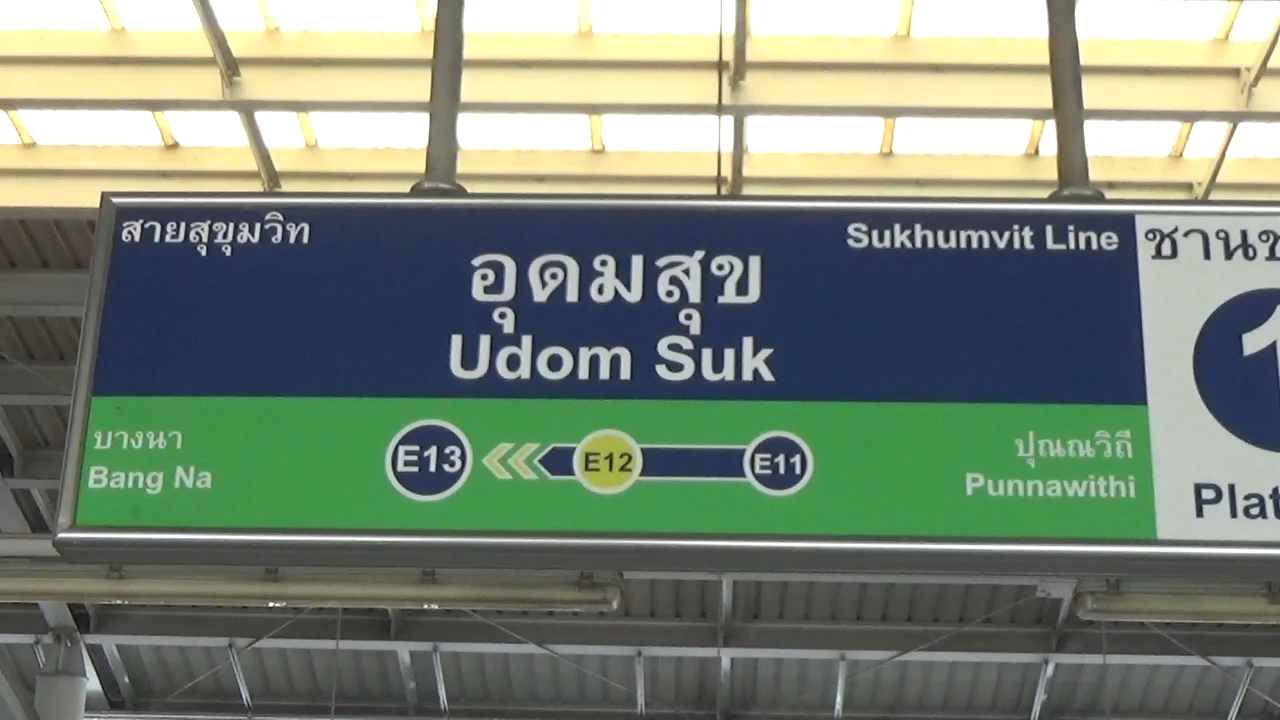 สายสุขุมวิท
Sukhumvit Line
อุดมสุข
Udom Suk
บางนา
Bang Na
E13
E12
E11
ปุณณวิถี
Punnawithi
1